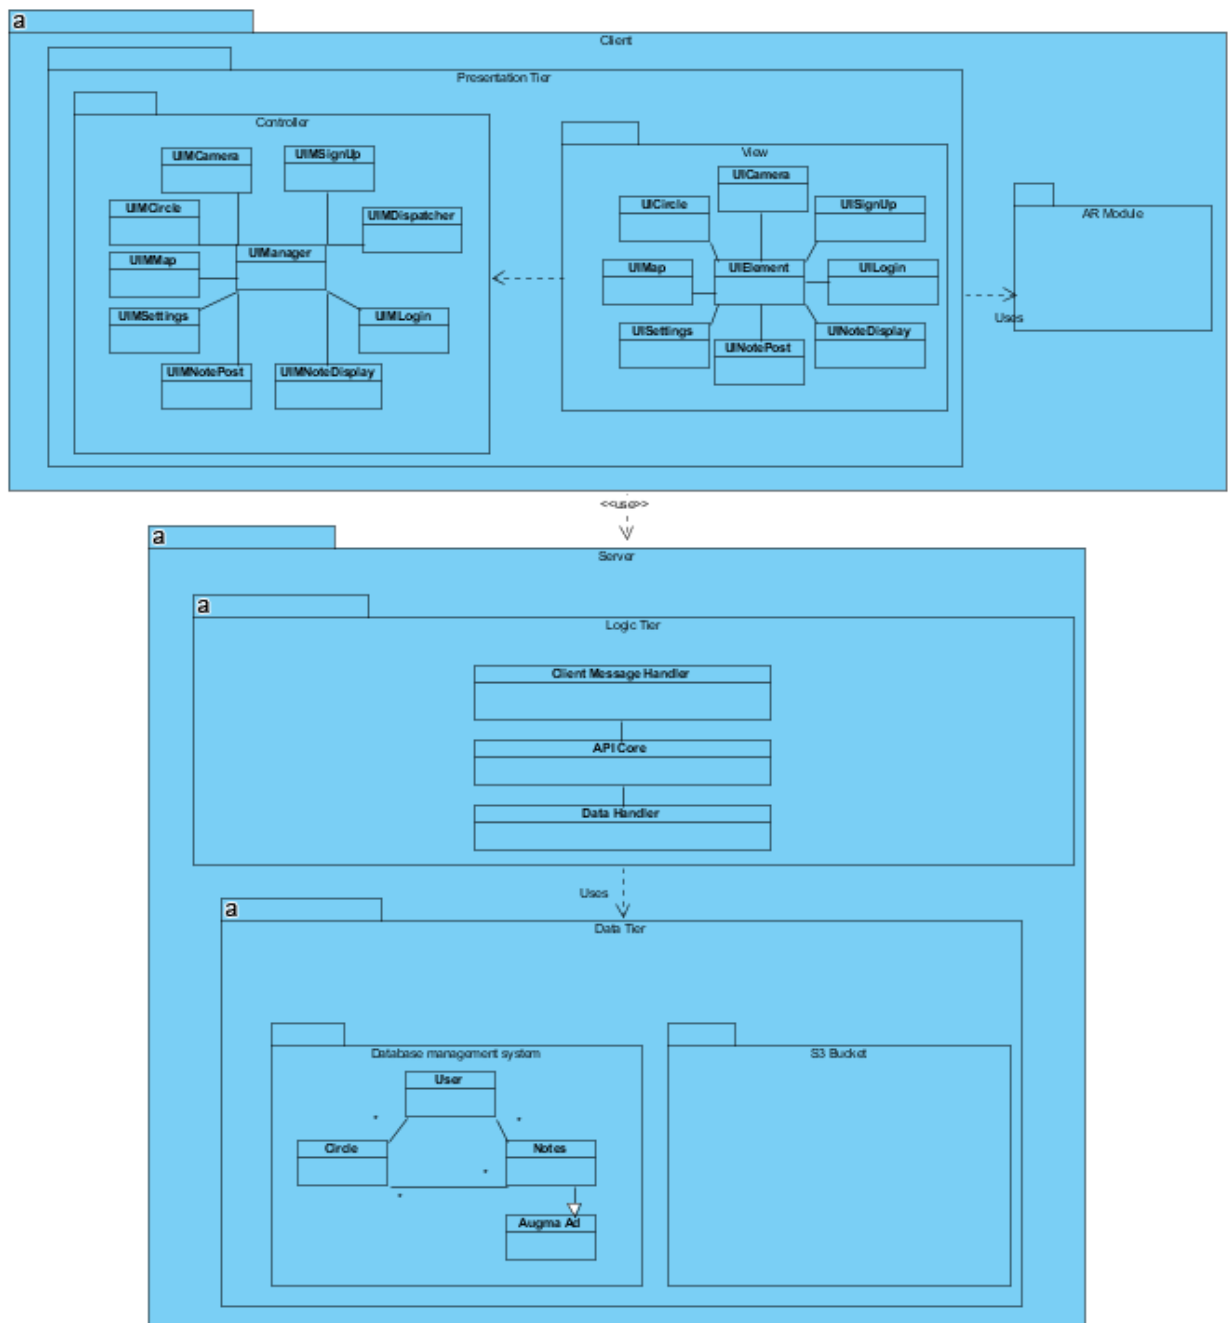 a
Client
Presentation Tier
Controller
UIMCamera
UIMSignUp
UIMCircle
UIMDispatcher
UIManager
UIMMap
UIMSettings
UIMLogin
UIMNotePost
UIMNoteDisplay
View
UICamera
UICircle
UISignUp
UIMap
UIElement
UILogin
UISettings
UINoteDisplay
UINotePost
AR Module
Uses
<<use>>
a
Server
a
Logic Tier
Client Message Handler
API Core
Data Handler
Uses
a
Data Tier
Database management system
User
*
*
Circle
Notes
*
*
Augma Ad
S3 Bucket